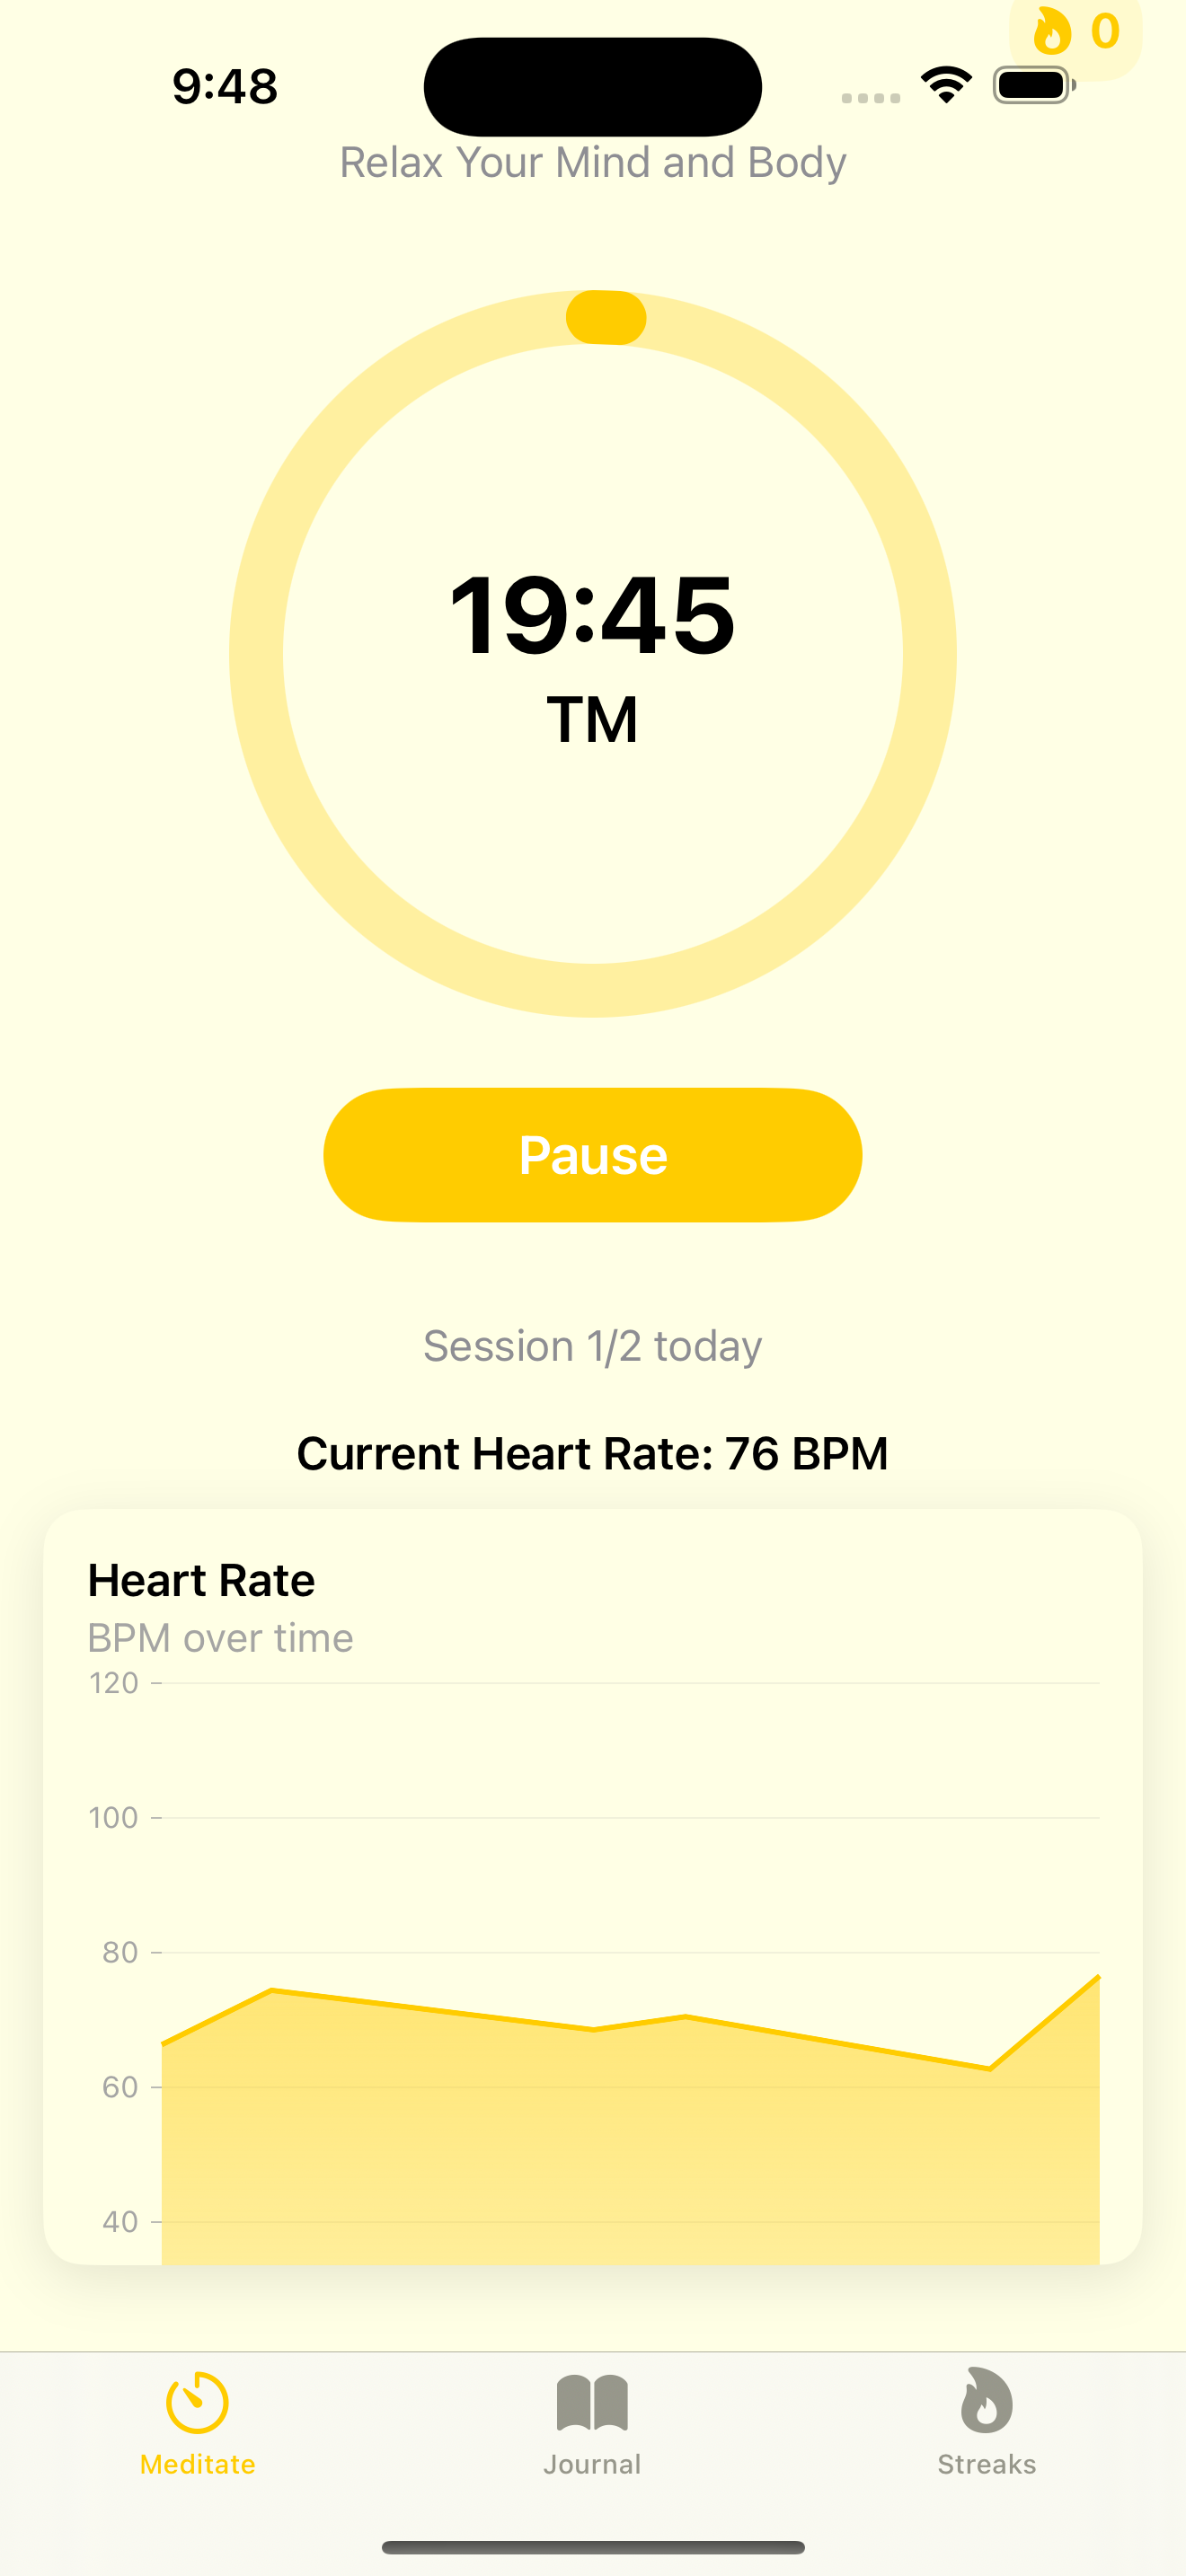 0
9:48
Relax Your Mind and Body
19:45
TM
Pause
Session 1/2 today
Current Heart Rate: 76 BPM
Heart Rate
BPM over time
120
100
80
60
40
Meditate
Journal
Streaks